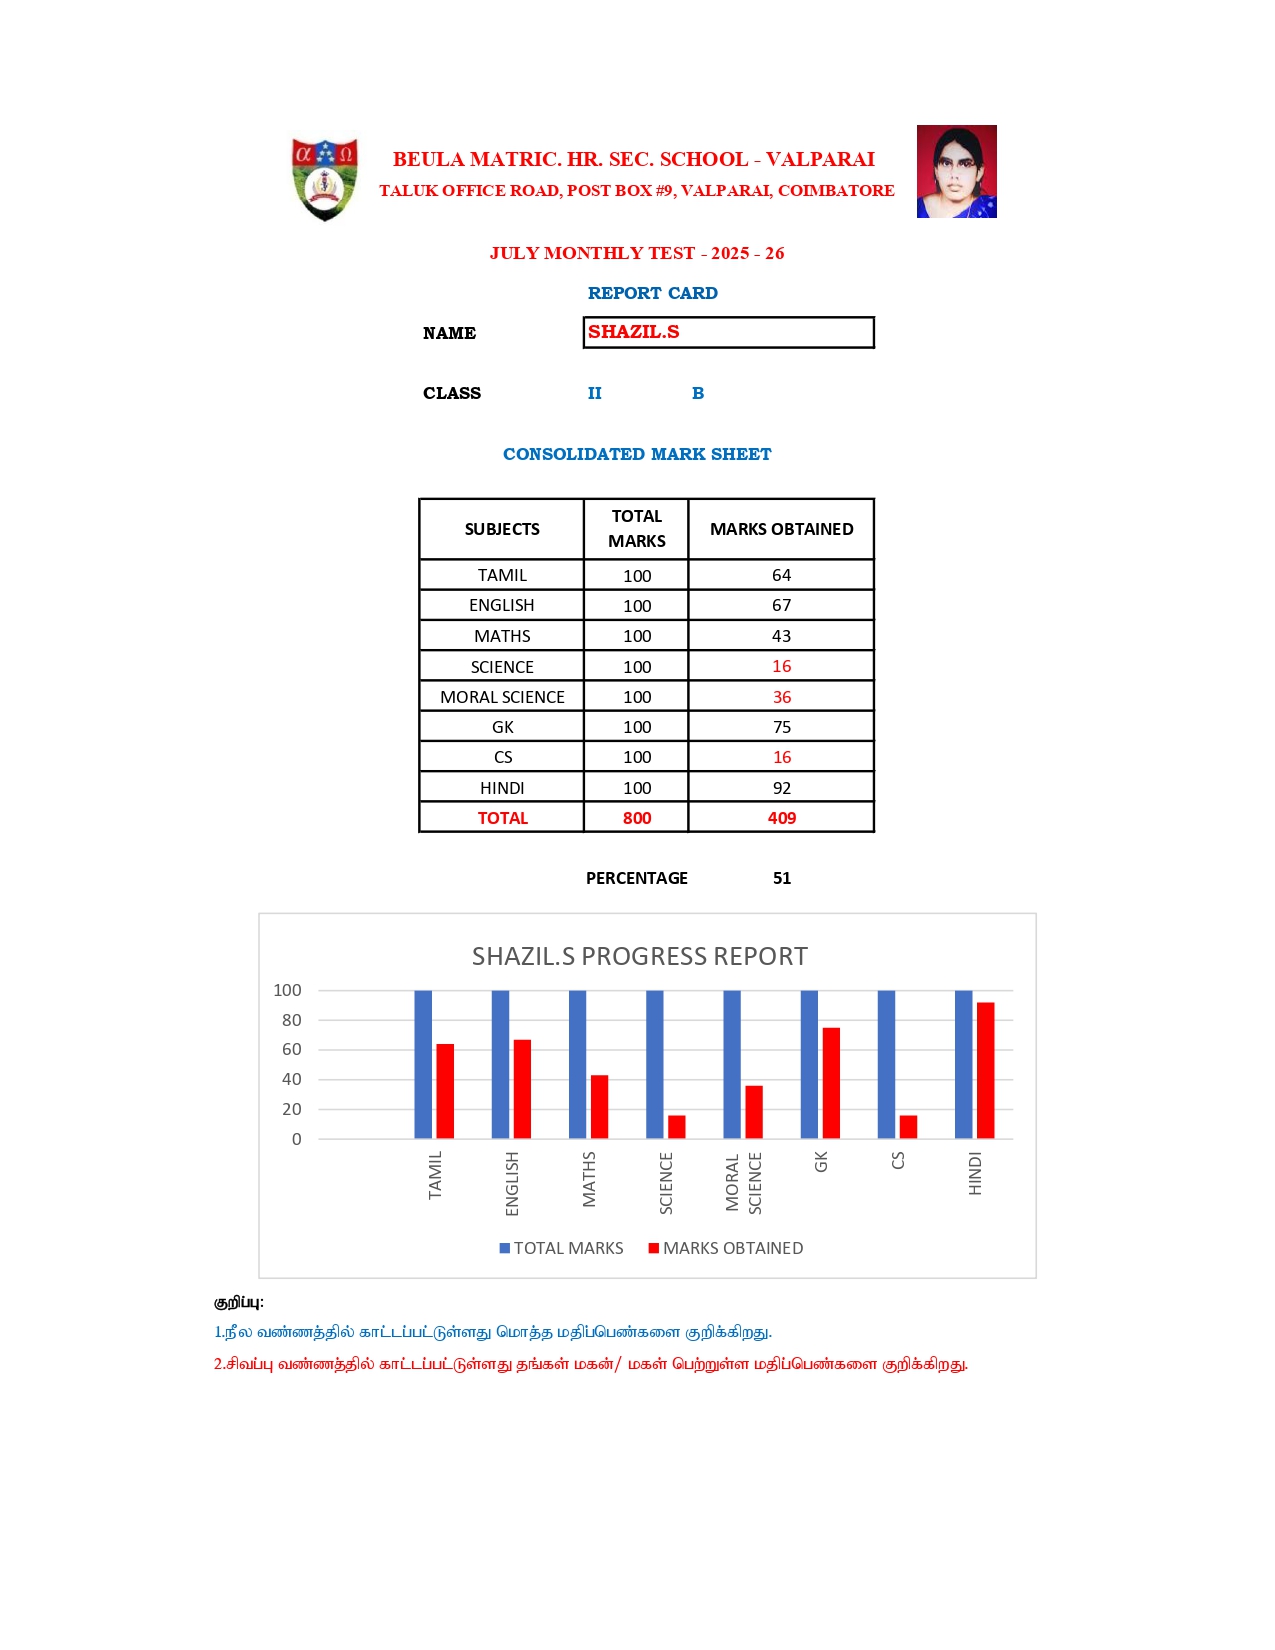 α Ω
BEULA MATRIC. HR. SEC. SCHOOL - VALPARAI
TALUK OFFICE ROAD, POST BOX #9, VALPARAI, COIMBATORE
JULY MONTHLY TEST - 2025 - 26
REPORT CARD
NAME SHAZIL.S
CLASS II B
CONSOLIDATED MARK SHEET
SUBJECTS TOTAL MARKS MARKS OBTAINED
TAMIL 100 64
ENGLISH 100 67
MATHS 100 43
SCIENCE 100 16
MORAL SCIENCE 100 36
GK 100 75
CS 100 16
HINDI 100 92
TOTAL 800 409
PERCENTAGE 51
SHAZIL.S PROGRESS REPORT
100
80
60
40
20
0
TAMIL ENGLISH MATHS SCIENCE MORAL SCIENCE GK CS HINDI
TOTAL MARKS MARKS OBTAINED
குறிப்பு:
1.நீல வண்ணத்தில் காட்டப்பட்டுள்ளது மொத்த மதிப்பெண்களை குறிக்கிறது.
2.சிவப்பு வண்ணத்தில் காட்டப்பட்டுள்ளது தங்கள் மகன்/ மகள் பெற்றுள்ள மதிப்பெண்களை குறிக்கிறது.